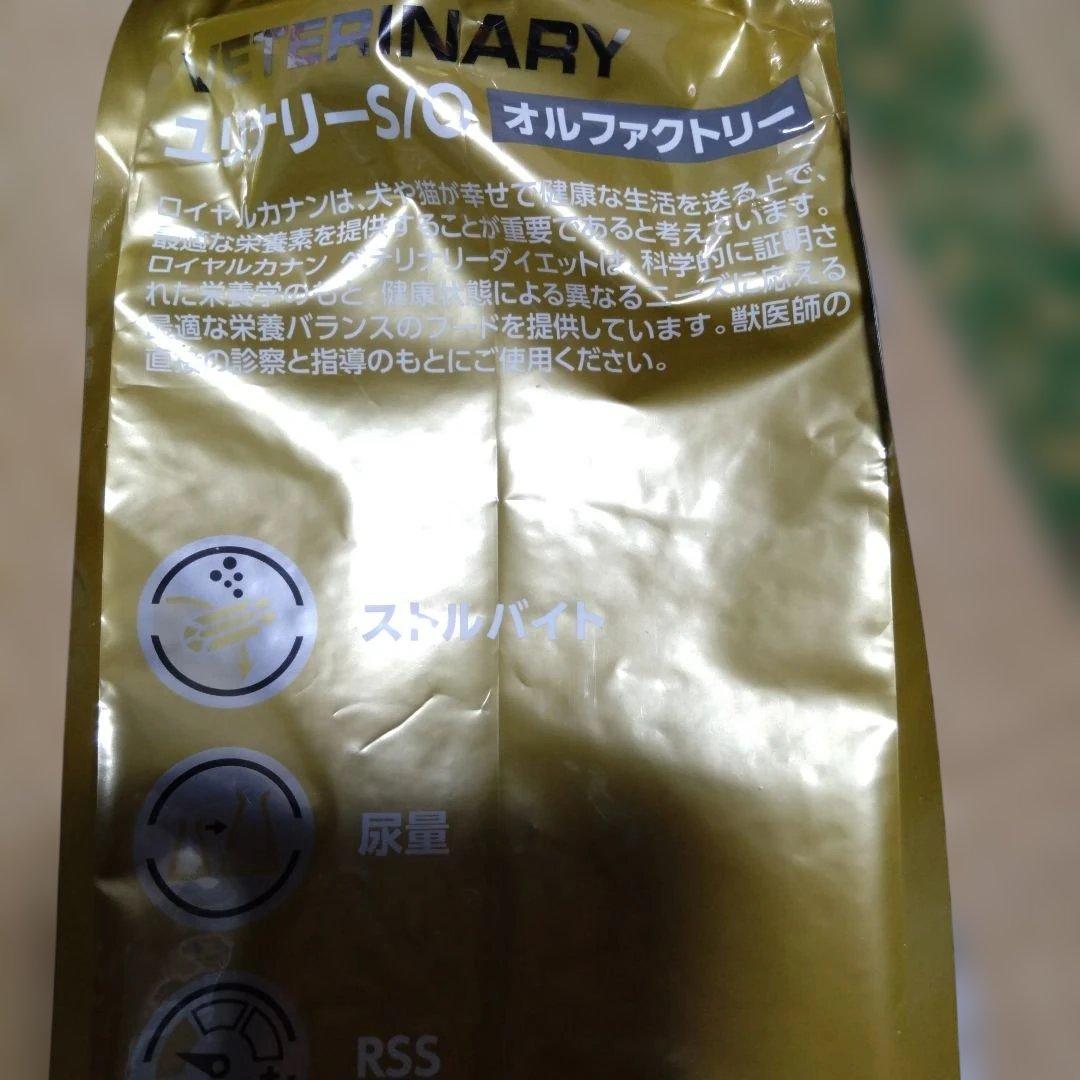 VETERINARY
ユリナリーS/O オルファクトリー
ロイヤルカナンは、犬や猫が幸せで健康な生活を送る上で、
最適な栄養素を提供することが重要であると考えています。
ロイヤルカナン ベテリナリーダイエットは、科学的に証明さ
れた栄養学のもと、健康状態による異なるニーズに応える
最適な栄養バランスのフードを提供しています。獣医師の
直接の診察と指導のもとにご使用ください。
ストルバイト
尿量
RSS